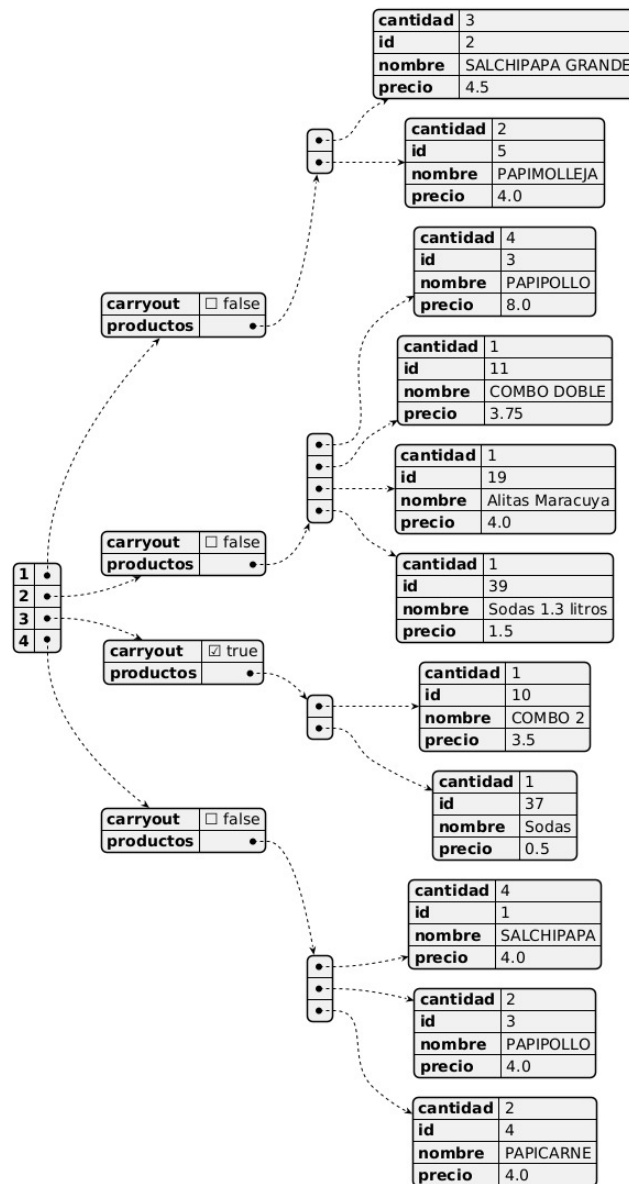 cantidad 3
id 2
nombre SALCHIPAPA GRANDE
precio 4.5
cantidad 2
id 5
nombre PAPIMOLLEJA
precio 4.0
cantidad 4
id 3
nombre PAPIPOLLO
precio 8.0
carryout ☐ false
productos
cantidad 1
id 11
nombre COMBO DOBLE
precio 3.75
cantidad 1
id 19
nombre Alitas Maracuya
precio 4.0
carryout ☐ false
productos
cantidad 1
id 39
nombre Sodas 1.3 litros
precio 1.5
1
2
3
4
carryout ☑ true
productos
cantidad 1
id 10
nombre COMBO 2
precio 3.5
cantidad 1
id 37
nombre Sodas
precio 0.5
carryout ☐ false
productos
cantidad 4
id 1
nombre SALCHIPAPA
precio 4.0
cantidad 2
id 3
nombre PAPIPOLLO
precio 4.0
cantidad 2
id 4
nombre PAPICARNE
precio 4.0